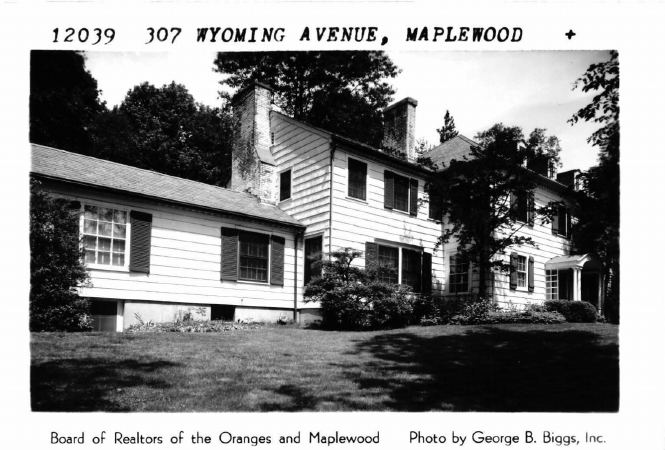 12039 307 WYOMING AVENUE, MAPLEWOOD +
Board of Realtors of the Oranges and Maplewood Photo by George B. Biggs, Inc.